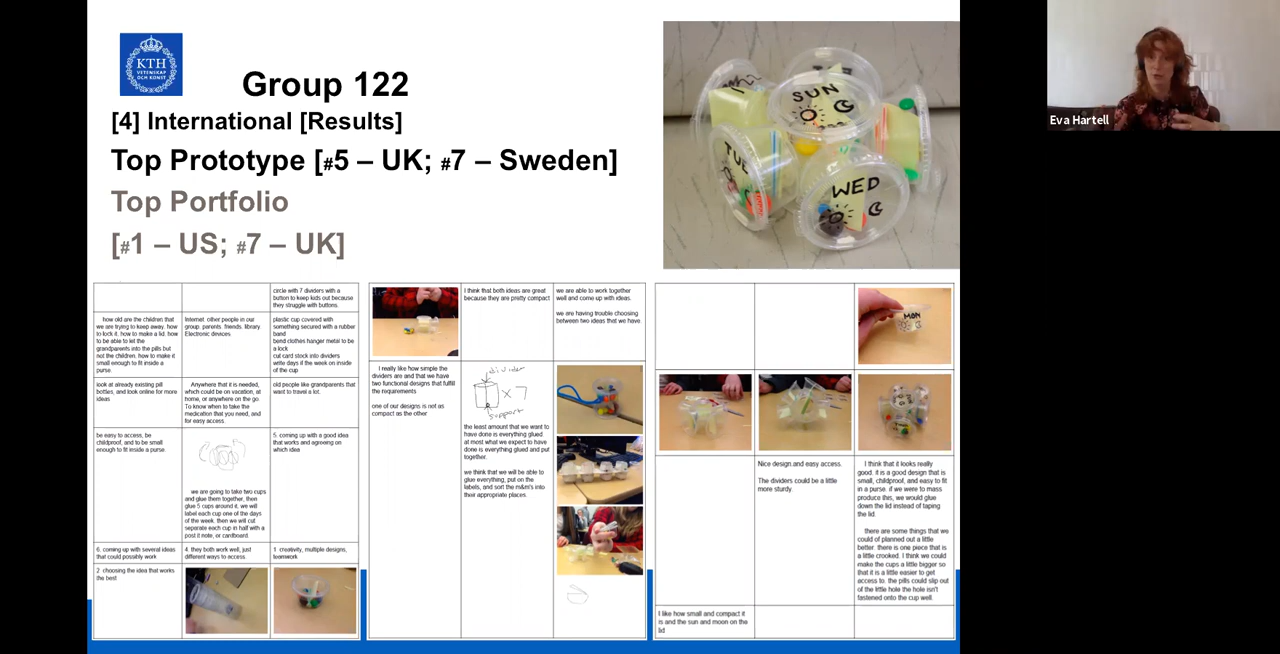 KTH
VETENSKAP
OCH KONST
Group 122
[4] International [Results]
Top Prototype [#5 – UK; #7 – Sweden]
Top Portfolio
[#1 – US; #7 – UK]
SUN
TUE
WED
Eva Hartell
circle with 7 dividers with a
button to keep kids out because
they struggle with buttons.
how old are the children that
we are trying to keep away. how
to lock it. how to make a lid. how
to be able to let the
grandparents into the pills but
not the children. how to make it
small enough to fit inside a
purse.
Internet. other people in our
group. parents. friends. library.
Electronic devices
plastic cup covered with
something secured with a rubber
band
bend clothes hanger metal to be
a lock
cut card stock into dividers
write days if the week on inside
of the cup
look at already existing pill
bottles, and look online for more
ideas
Anywhere that it is needed,
which could be on vacation, at
home, or anywhere on the go.
To know when to take the
medication that you need, and
for easy access.
old people like grandparents that
want to travel a lot.
be easy to access, be
childproof, and to be small
enough to fit inside a purse
we are going to take two cups
and glue them together, then
glue 5 cups around it, we will
label each cup one of the days
of the week. then we will cut
separate each cup in half with a
post it note, or cardboard.
5. coming up with a good idea
that works and agreeing on
which idea
6. coming up with several ideas
that could possibly work
4. they both work well, just
different ways to access.
1. creativity, multiple designs,
teamwork
2. choosing the idea that works
the best
I think that both ideas are great
because they are pretty compact
we are able to work together
well and come up with ideas.
we are having trouble choosing
between two ideas that we have.
I really like how simple the
dividers are and that we have
two functional designs that fulfill
the requirements
one of our designs is not as
compact as the other
divider
x 7
support
the least amount that we want to
have done is everything glued.
at most what we expect to have
done is everything glued and put
together.
we think that we will be able to
glue everything, put on the
labels, and sort the m&m's into
their appropriate places.
MON
Nice design and easy access.
The dividers could be a little
more sturdy.
I think that it looks really
good. it is a good design that is
small, childproof, and easy to fit
in a purse. if we were to mass
produce this, we would glue
down the lid instead of taping
the lid.
there are some things that we
could of planned out a little
better. there is one piece that is
a little crooked. I think we could
make the cups a little bigger so
that it is a little easier to get
access to. the pills could slip out
of the little hole the hole isn't
fastened onto the cup well.
I like how small and compact it
is and the sun and moon on the
lid